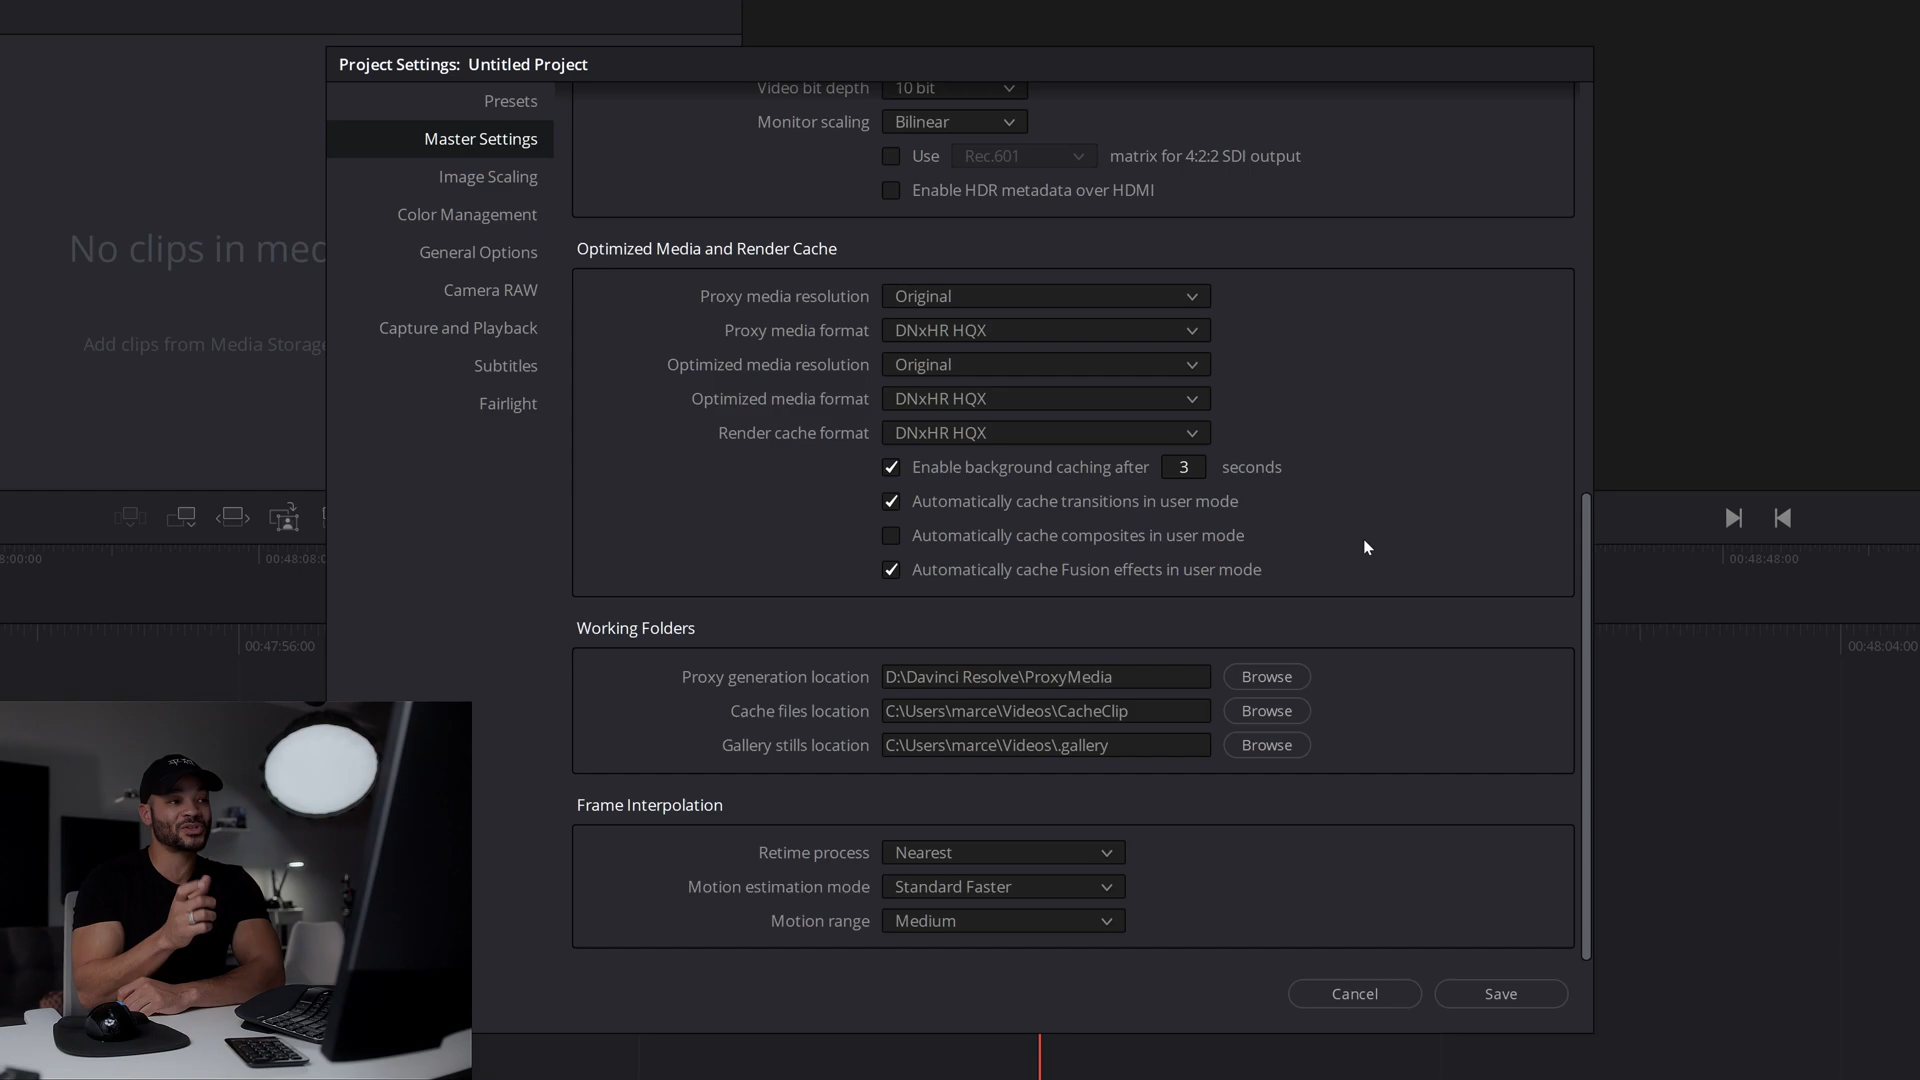 Project Settings: Untitled Project
Presets
Master Settings
Image Scaling
Color Management
General Options
Camera RAW
Capture and Playback
Subtitles
Fairlight
Video bit depth 10 bit
Monitor scaling Bilinear
Use Rec.601 matrix for 4:2:2 SDI output
Enable HDR metadata over HDMI
Optimized Media and Render Cache
Proxy media resolution Original
Proxy media format DNxHR HQX
Optimized media resolution Original
Optimized media format DNxHR HQX
Render cache format DNxHR HQX
Enable background caching after 3 seconds
Automatically cache transitions in user mode
Automatically cache composites in user mode
Automatically cache Fusion effects in user mode
Working Folders
Proxy generation location D:\Davinci Resolve\ProxyMedia Browse
Cache files location C:\Users\marce\Videos\CacheClip Browse
Gallery stills location C:\Users\marce\Videos\.gallery Browse
Frame Interpolation
Retime process Nearest
Motion estimation mode Standard Faster
Motion range Medium
Cancel Save
No clips in med
Add clips from Media Storage
8:00:00 00:48:08:0 00:48:48:00
00:47:56:00 00:48:04:00